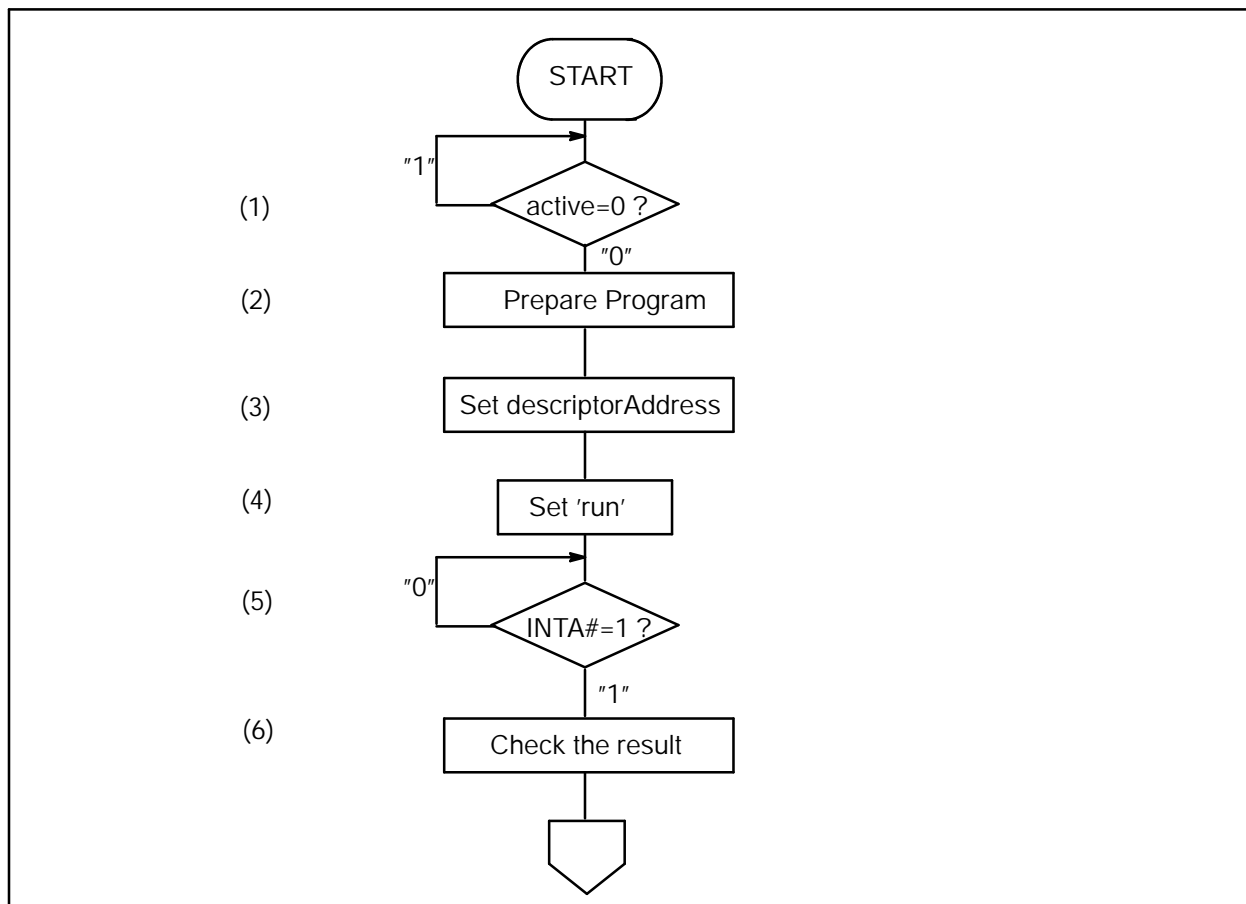 START
"1"
(1)
active=0 ?
"0"
(2)
Prepare Program
(3)
Set descriptorAddress
(4)
Set 'run'
"0"
(5)
INTA#=1 ?
"1"
(6)
Check the result